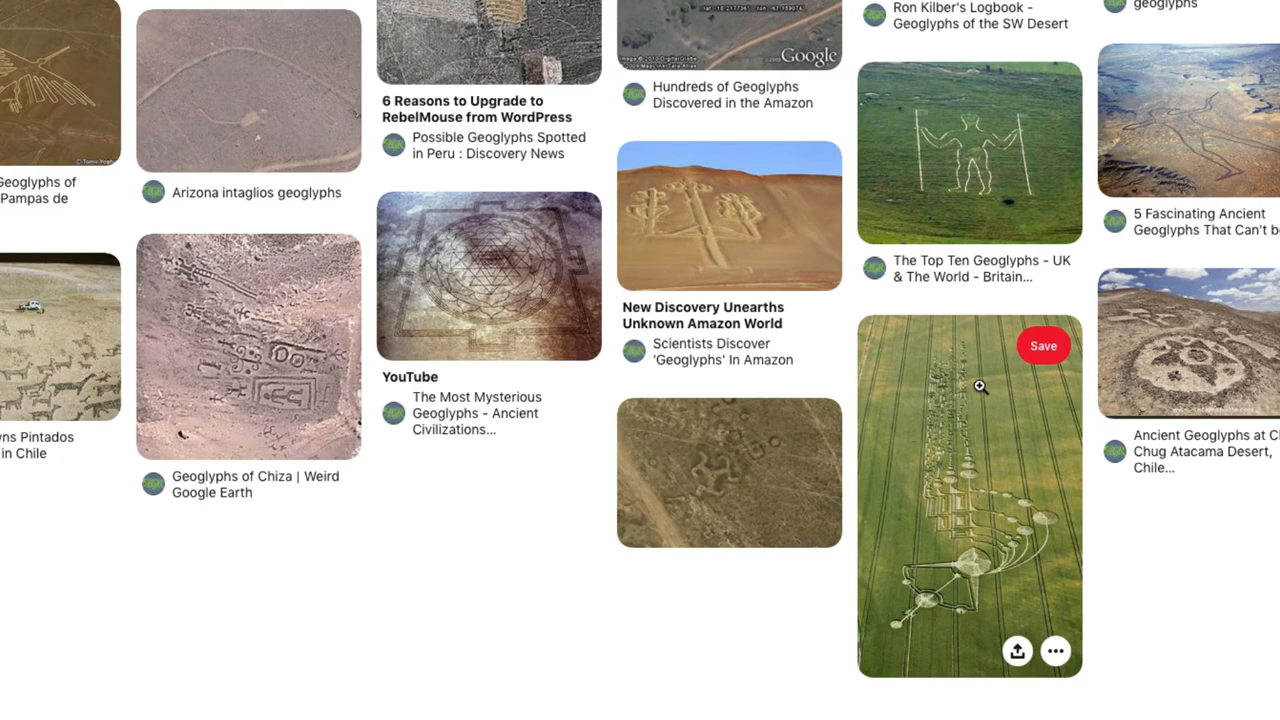 eoglyphs of
Pampas de
ns Pintados
in Chile
Arizona intaglios geoglyphs
Geoglyphs of Chiza | Weird
Google Earth
6 Reasons to Upgrade to
RebelMouse from WordPress
Possible Geoglyphs Spotted
in Peru : Discovery News
YouTube
The Most Mysterious
Geoglyphs - Ancient
Civilizations...
Google
Hundreds of Geoglyphs
Discovered in the Amazon
New Discovery Unearths
Unknown Amazon World
Scientists Discover
'Geoglyphs' In Amazon
Ron Kilber's Logbook -
Geoglyphs of the SW Desert
The Top Ten Geoglyphs - UK
& The World - Britain...
Save
geoglyphs
5 Fascinating Ancient
Geoglyphs That Can't b
Ancient Geoglyphs at C
Chug Atacama Desert,
Chile...